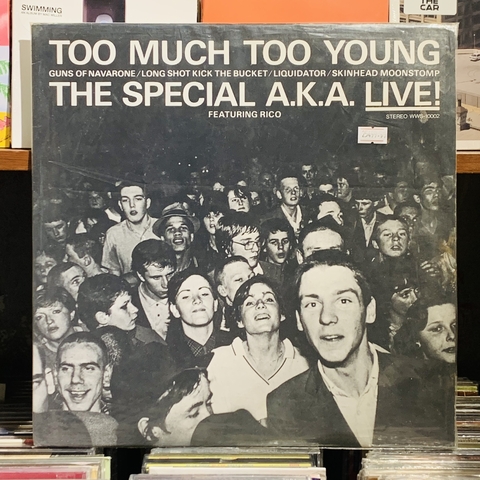 SWIMMING
THE
CAR
TOO MUCH TOO YOUNG
GUNS OF NAVARONE/LONG SHOT KICK THE BUCKET/LIQUIDATOR/SKINHEAD MOONSTOMP
THE SPECIAL A.K.A. LIVE!
FEATURING RICO
STEREO WWS-10002